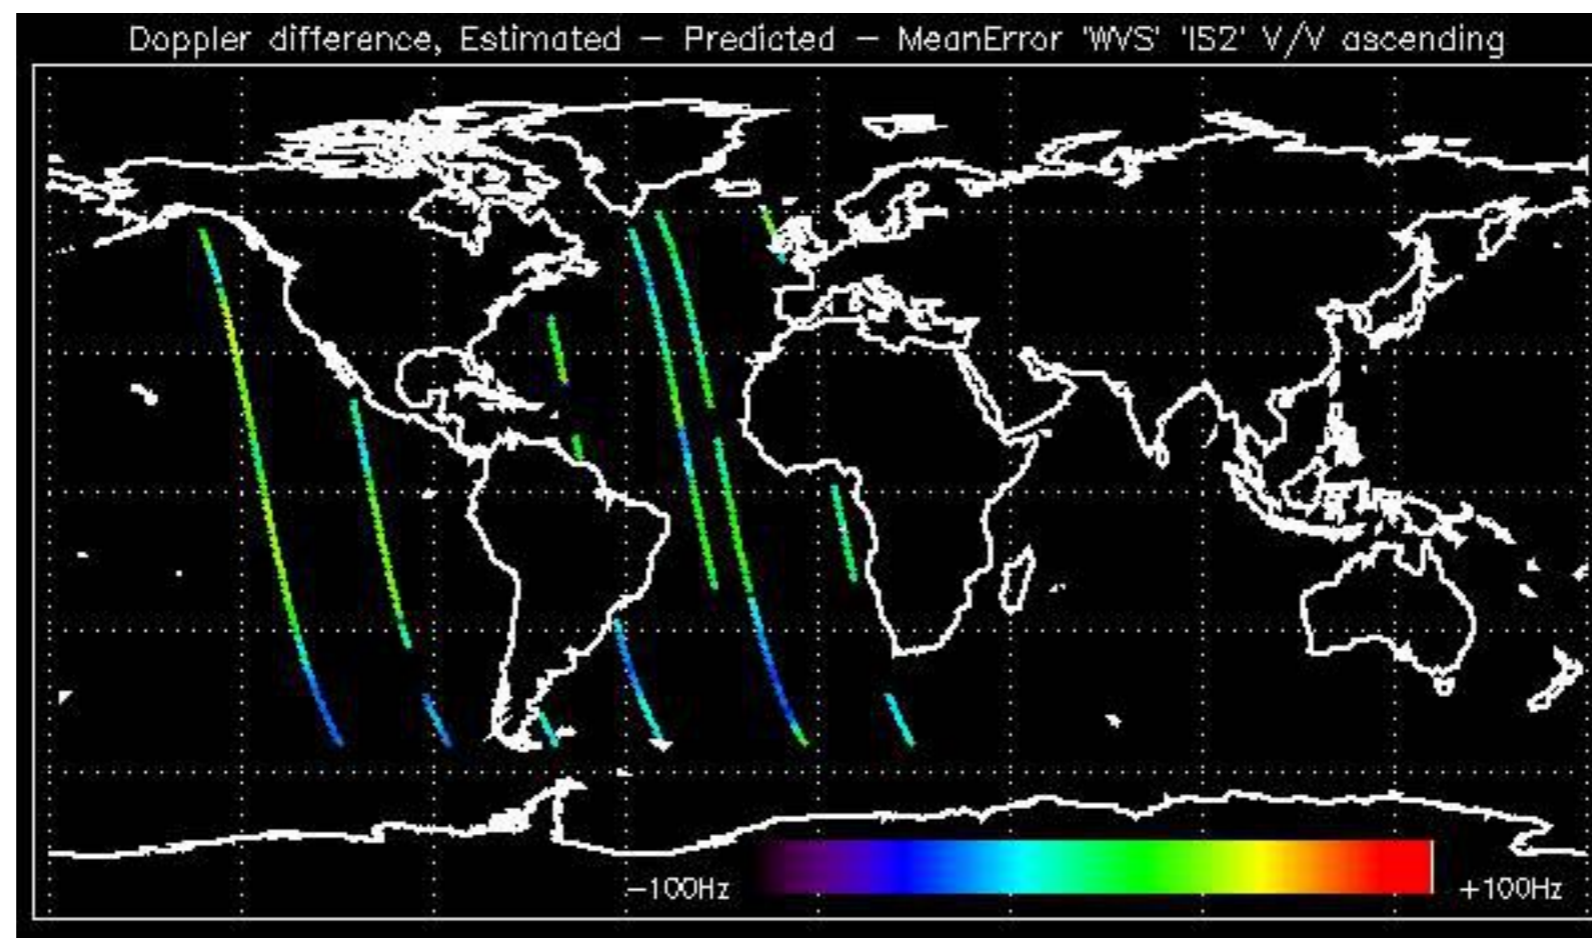 Doppler difference, Estimated − Predicted − MeanError 'WVS' 'IS2' V/V ascending
−100Hz
+100Hz